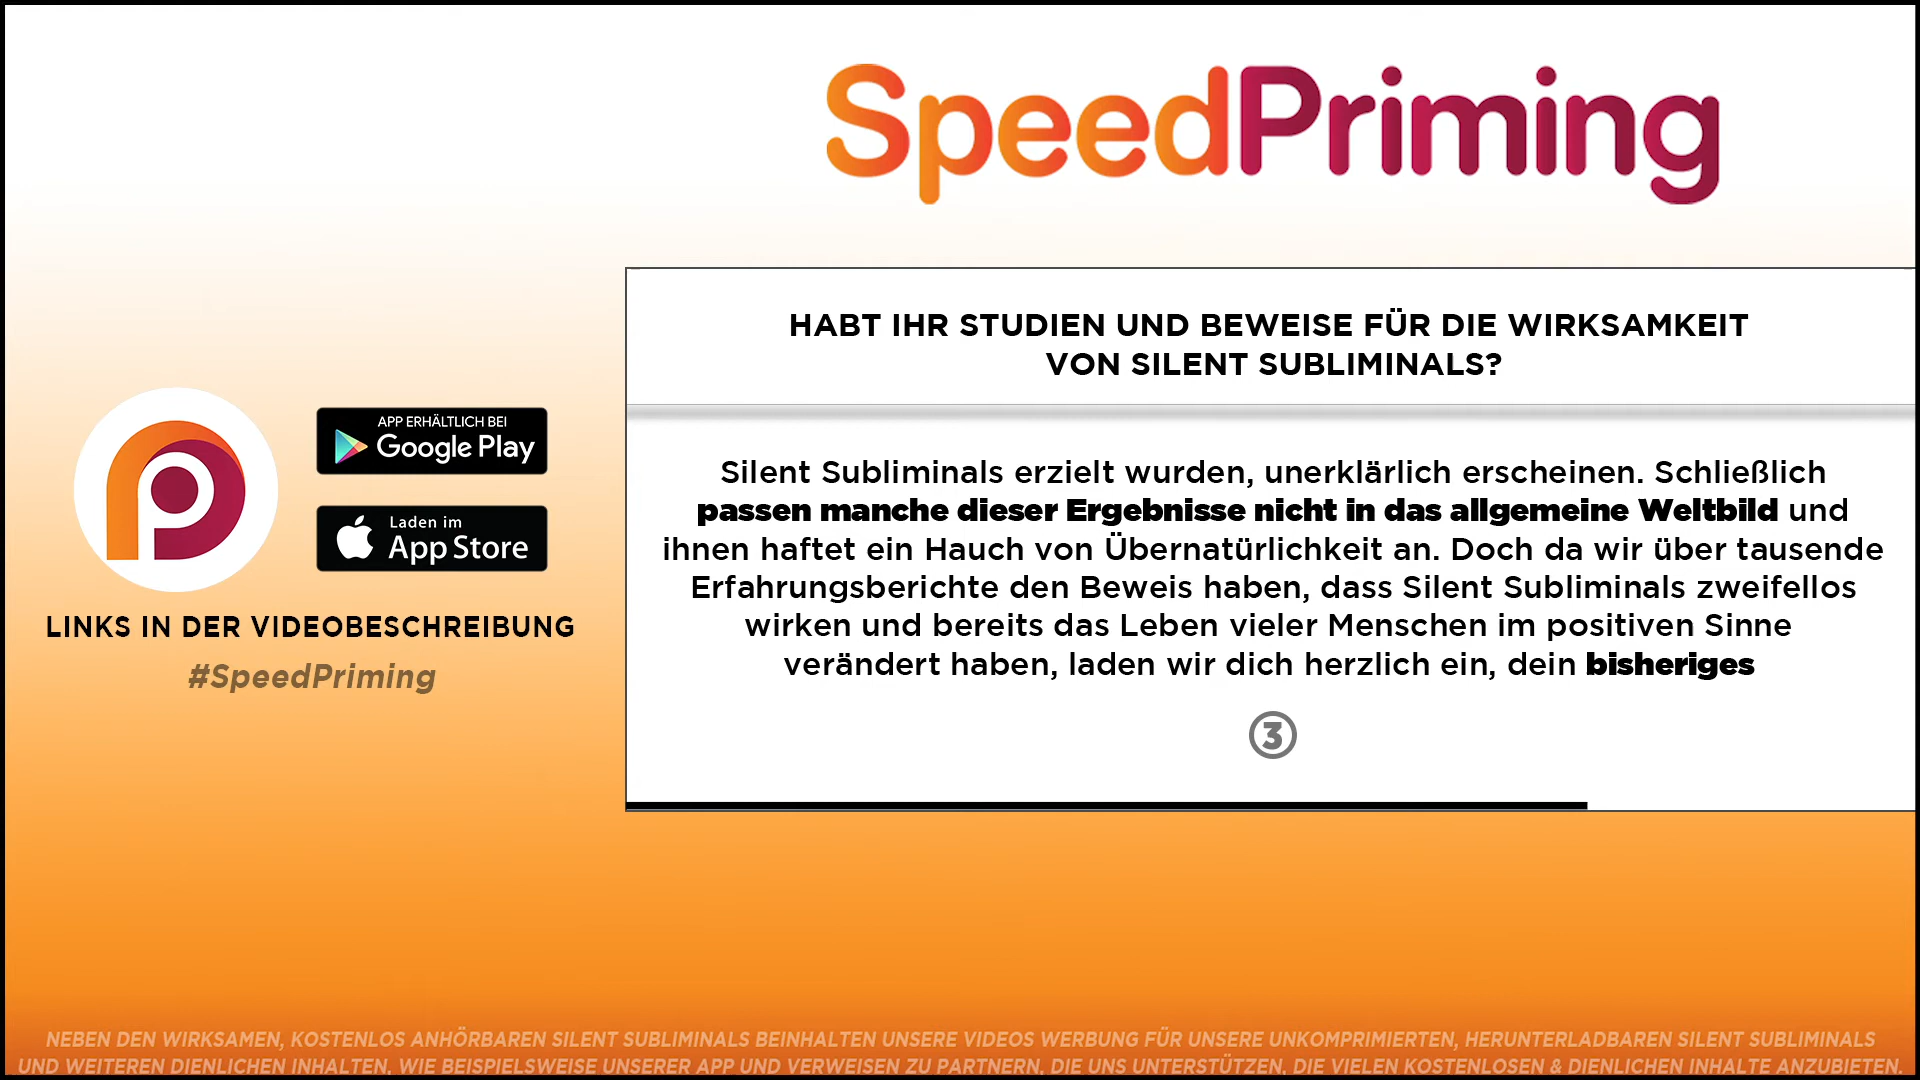 SpeedPriming
HABT IHR STUDIEN UND BEWEISE FÜR DIE WIRKSAMKEIT
VON SILENT SUBLIMINALS?
Silent Subliminals erzielt wurden, unerklärlich erscheinen. Schließlich
passen manche dieser Ergebnisse nicht in das allgemeine Weltbild und
ihnen haftet ein Hauch von Übernatürlichkeit an. Doch da wir über tausende
Erfahrungsberichte den Beweis haben, dass Silent Subliminals zweifellos
wirken und bereits das Leben vieler Menschen im positiven Sinne
verändert haben, laden wir dich herzlich ein, dein bisheriges
3
APP ERHÄLTLICH BEI
Google Play
Laden im
App Store
LINKS IN DER VIDEOBESCHREIBUNG
#SpeedPriming
NEBEN DEN WIRKSAMEN, KOSTENLOS ANHÖRBAREN SILENT SUBLIMINALS BEINHALTEN UNSERE VIDEOS WERBUNG FÜR UNSERE UNKOMPRIMIERTEN, HERUNTERLADBAREN SILENT SUBLIMINALS
UND WEITEREN DIENLICHEN INHALTEN, WIE BEISPIELSWEISE UNSERER APP UND VERWEISEN ZU PARTNERN, DIE UNS UNTERSTÜTZEN, DIE VIELEN KOSTENLOSEN & DIENLICHEN INHALTE ANZUBIETEN.